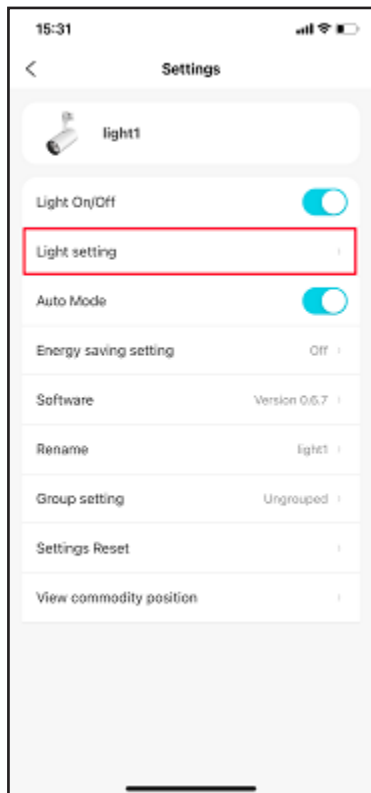 15:31
Settings
light1
Light On/Off
Light setting
Auto Mode
Energy saving setting Off
Software Version 0.6.7
Rename light1
Group setting Ungrouped
Settings Reset
View commodity position